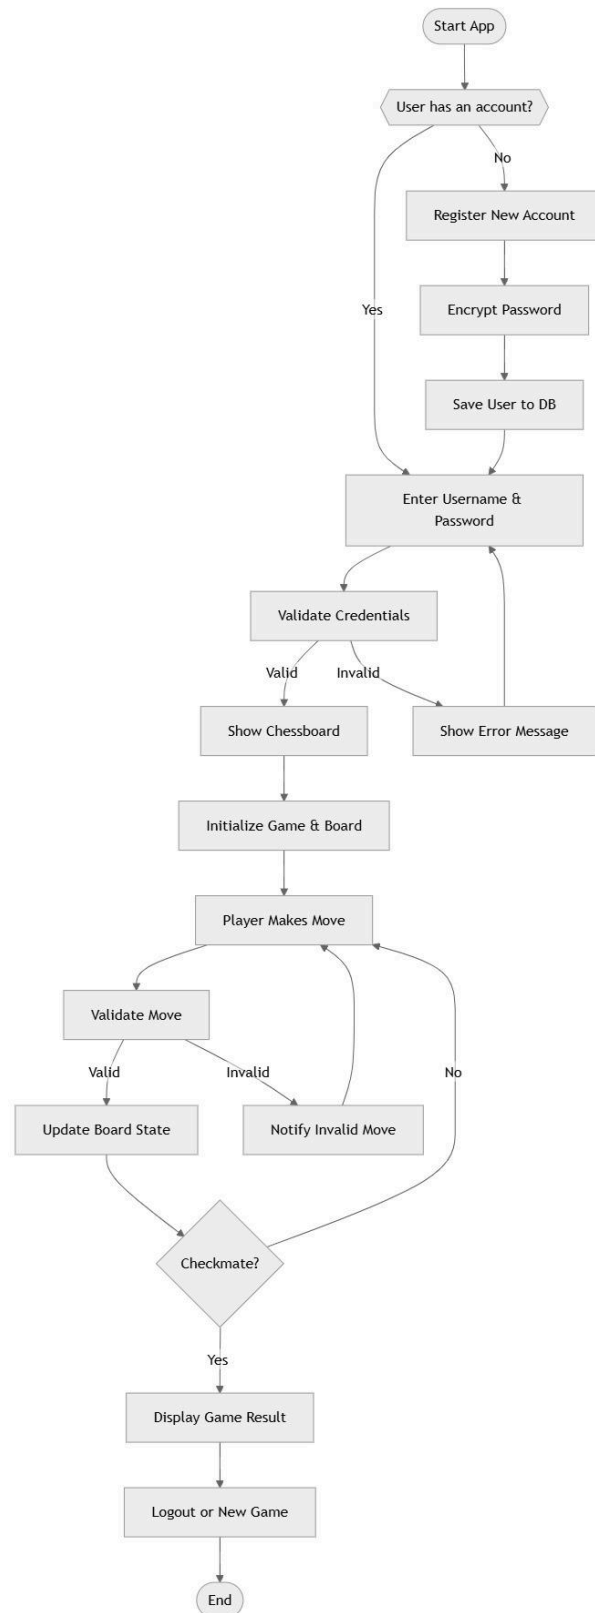 Start App
User has an account?
No
Register New Account
Yes
Encrypt Password
Save User to DB
Enter Username &
Password
Validate Credentials
Valid
Invalid
Show Chessboard
Show Error Message
Initialize Game & Board
Player Makes Move
Validate Move
Valid
Invalid
No
Update Board State
Notify Invalid Move
Checkmate?
Yes
Display Game Result
Logout or New Game
End